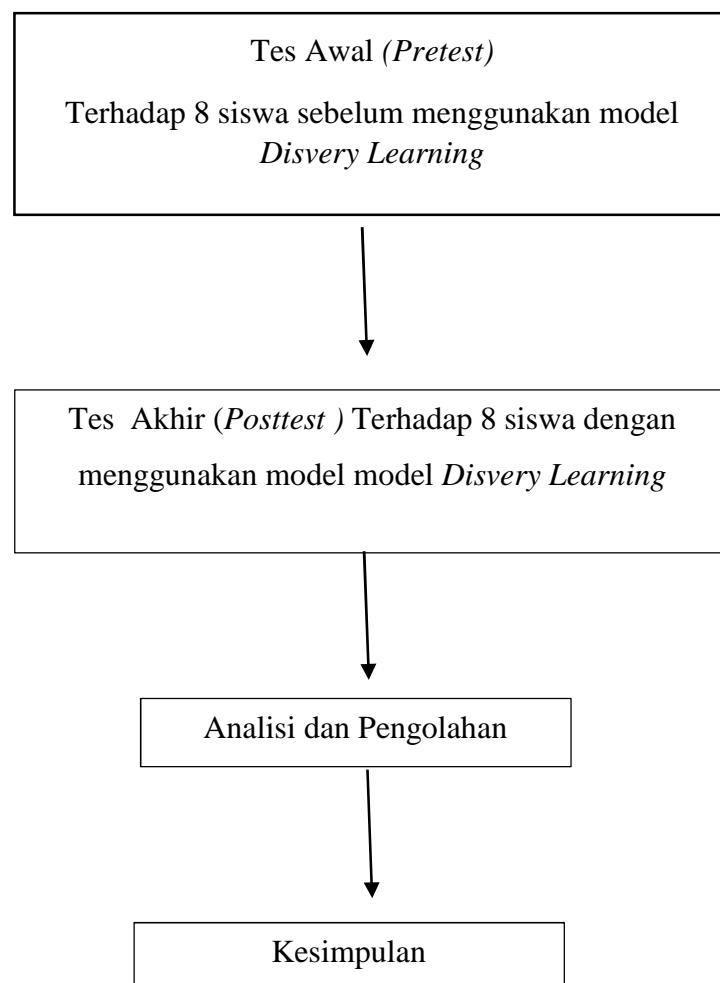 Tes Awal (Pretest)
Terhadap 8 siswa sebelum menggunakan model
Disvery Learning
Tes  Akhir (Posttest ) Terhadap 8 siswa dengan
menggunakan model model Disvery Learning
Analisi dan Pengolahan
Kesimpulan